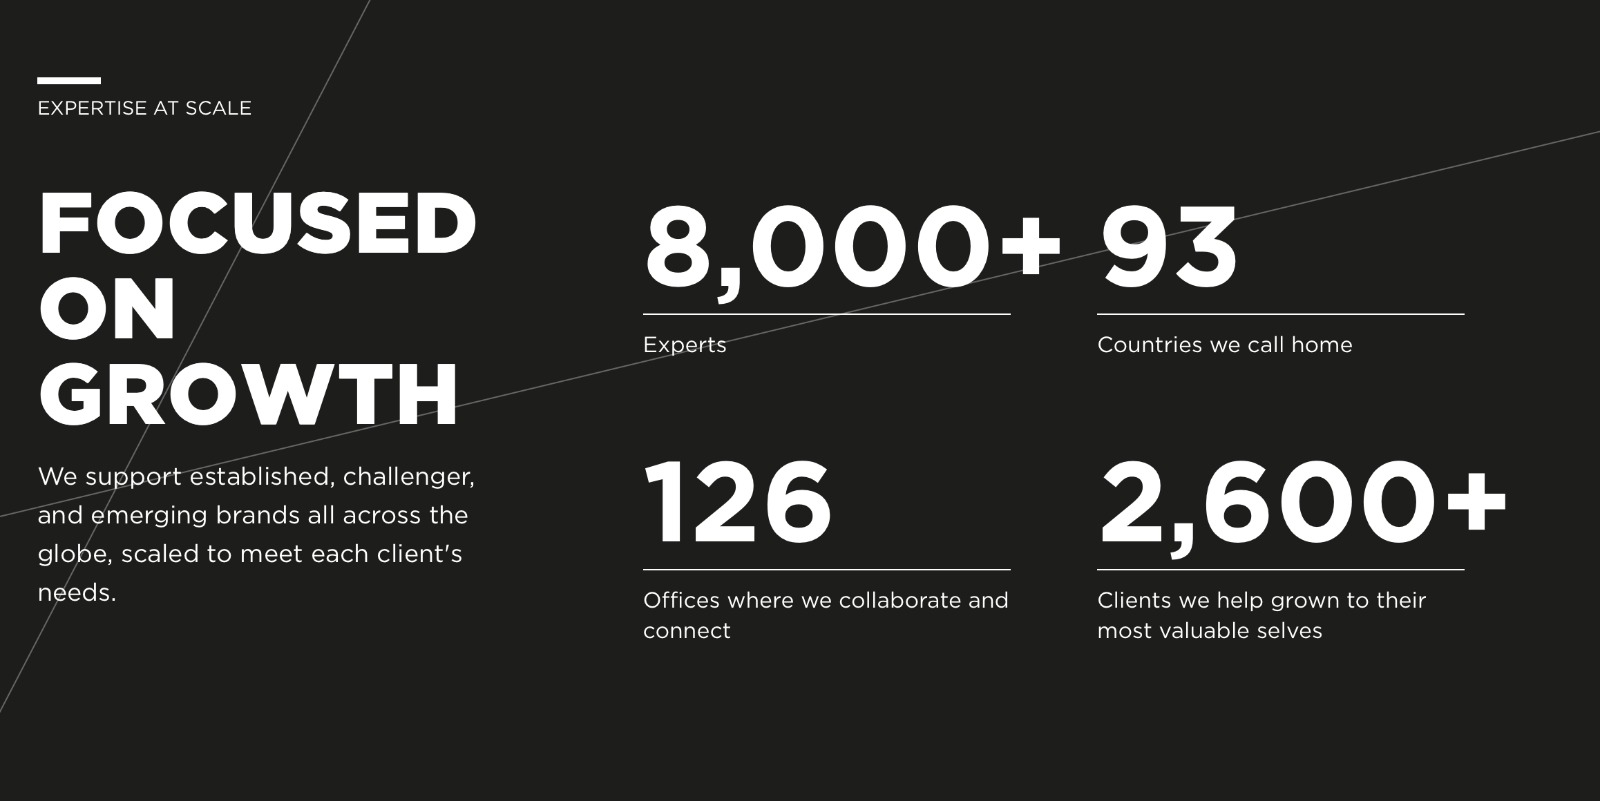 EXPERTISE AT SCALE
FOCUSED
ON
GROWTH
We support established, challenger,
and emerging brands all across the
globe, scaled to meet each client's
needs.
8,000+
Experts
93
Countries we call home
126
Offices where we collaborate and
connect
2,600+
Clients we help grown to their
most valuable selves